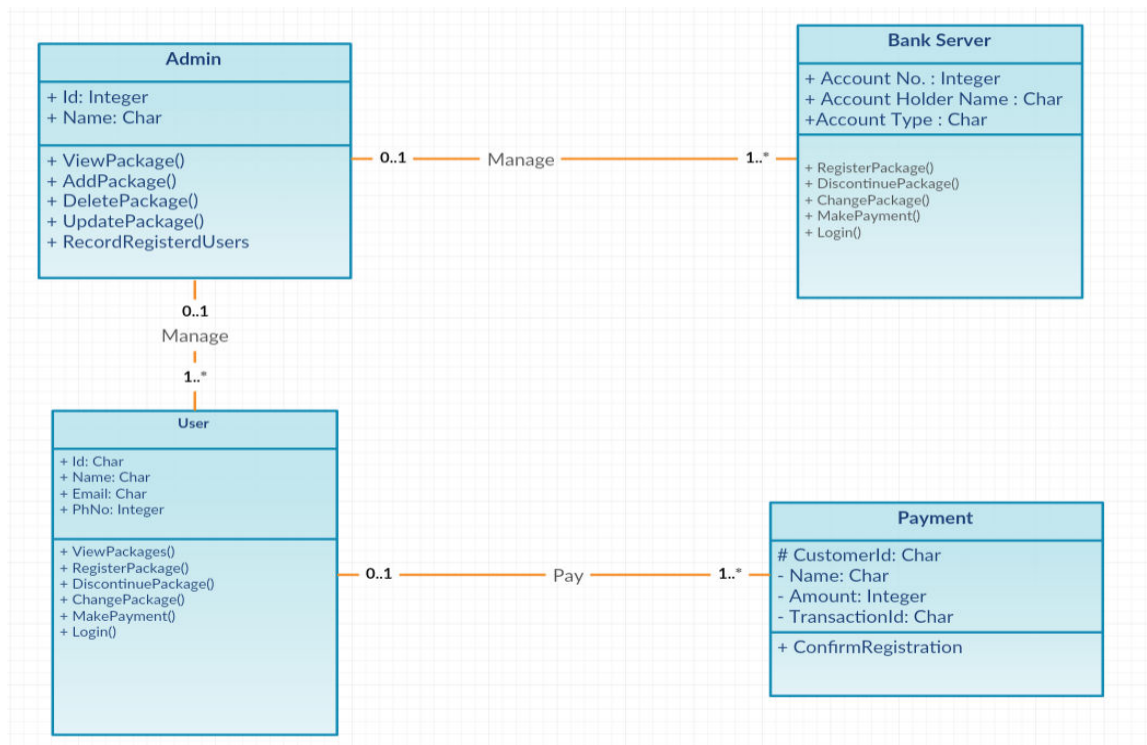 Admin
+ Id: Integer
+ Name: Char
+ ViewPackage()
+ AddPackage()
+ DeletePackage()
+ UpdatePackage()
+ RecordRegisterdUsers
0..1
Manage
1..*
Bank Server
+ Account No. : Integer
+ Account Holder Name : Char
+Account Type : Char
+ RegisterPackage()
+ DiscontinuePackage()
+ ChangePackage()
+ MakePayment()
+ Login()
0..1
Manage
1..*
User
+ Id: Char
+ Name: Char
+ Email: Char
+ PhNo: Integer
+ ViewPackages()
+ RegisterPackage()
+ DiscontinuePackage()
+ ChangePackage()
+ MakePayment()
+ Login()
0..1
Pay
1..*
Payment
# CustomerId: Char
- Name: Char
- Amount: Integer
- TransactionId: Char
+ ConfirmRegistration